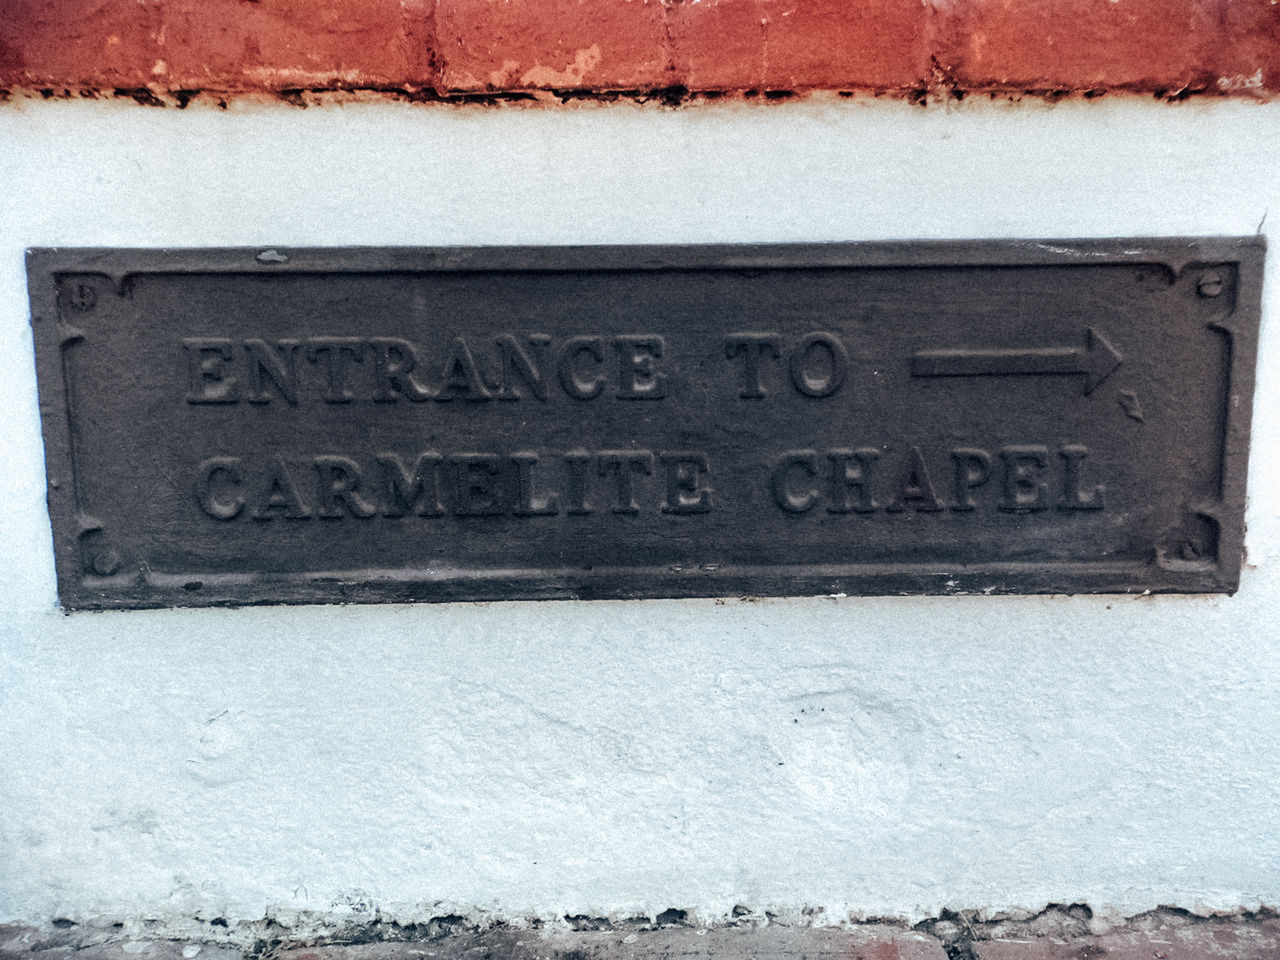 ENTRANCE TO →
CARMELITE CHAPEL